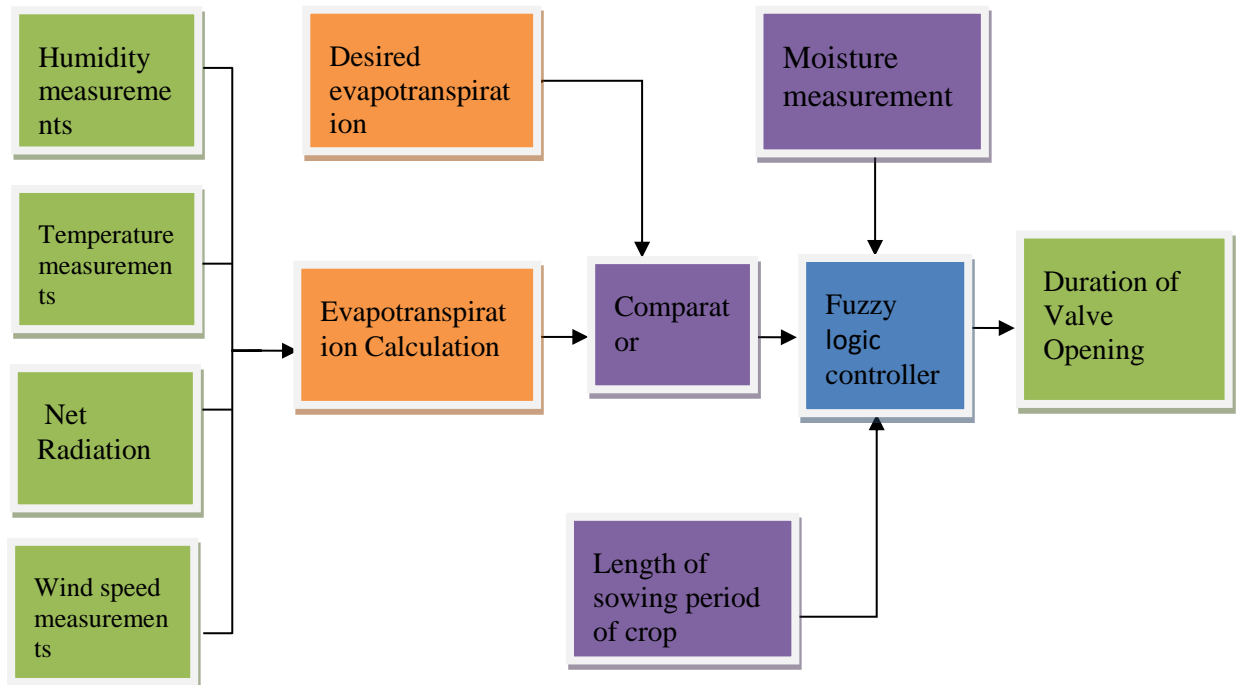 Humidity
measureme
nts
Temperature
measuremen
ts
Net
Radiation
Wind speed
measuremen
ts
Desired
evapotranspirat
ion
Evapotranspirat
ion Calculation
Comparat
or
Moisture
measurement
Fuzzy
logic
controller
Length of
sowing period
of crop
Duration of
Valve
Opening